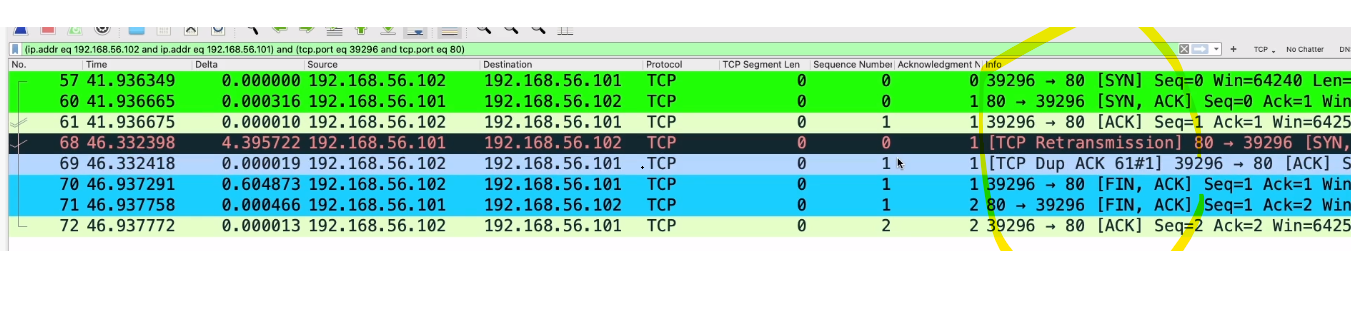 (ip.addr eq 192.168.56.102 and ip.addr eq 192.168.56.101) and (tcp.port eq 39296 and tcp.port eq 80) + TCP No Chatter DN
No. Time Delta Source Destination Protocol TCP Segment Len Sequence Number Acknowledgment N Info
57 41.936349 0.000000 192.168.56.102 192.168.56.101 TCP 0 0 0 39296 → 80 [SYN] Seq=0 Win=64240 Len=
60 41.936665 0.000316 192.168.56.101 192.168.56.102 TCP 0 0 1 80 → 39296 [SYN, ACK] Seq=0 Ack=1 Win
61 41.936675 0.000010 192.168.56.102 192.168.56.101 TCP 0 1 1 39296 → 80 [ACK] Seq=1 Ack=1 Win=6425
68 46.332398 4.395722 192.168.56.101 192.168.56.102 TCP 0 0 1 [TCP Retransmission] 80 → 39296 [SYN,
69 46.332418 0.000019 192.168.56.102 192.168.56.101 TCP 0 1 1 [TCP Dup ACK 61#1] 39296 → 80 [ACK] S
70 46.937291 0.604873 192.168.56.102 192.168.56.101 TCP 0 1 1 39296 → 80 [FIN, ACK] Seq=1 Ack=1 Win
71 46.937758 0.000466 192.168.56.101 192.168.56.102 TCP 0 1 2 80 → 39296 [FIN, ACK] Seq=1 Ack=2 Win
72 46.937772 0.000013 192.168.56.102 192.168.56.101 TCP 0 2 2 39296 → 80 [ACK] Seq=2 Ack=2 Win=6425